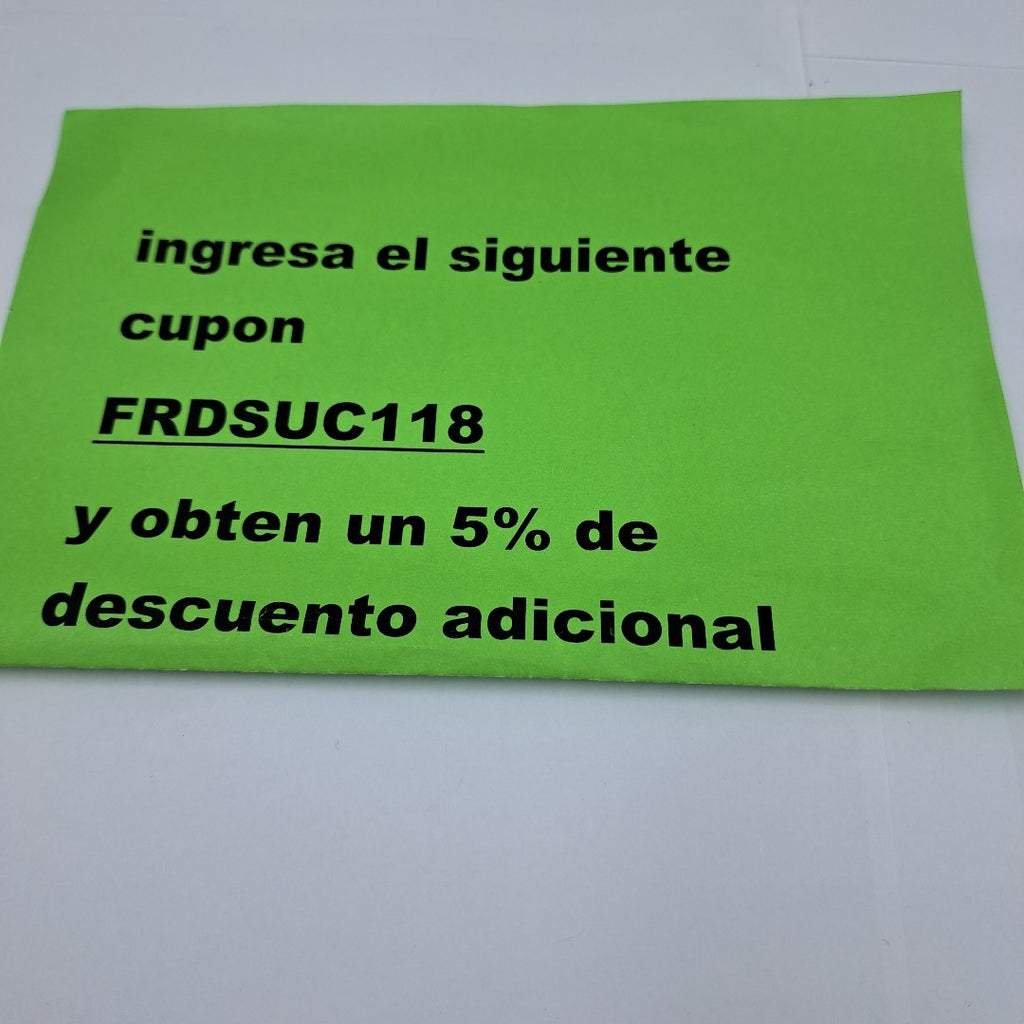 ingresa el siguiente
cupon
FRDSUC118
y obten un 5% de
descuento adicional